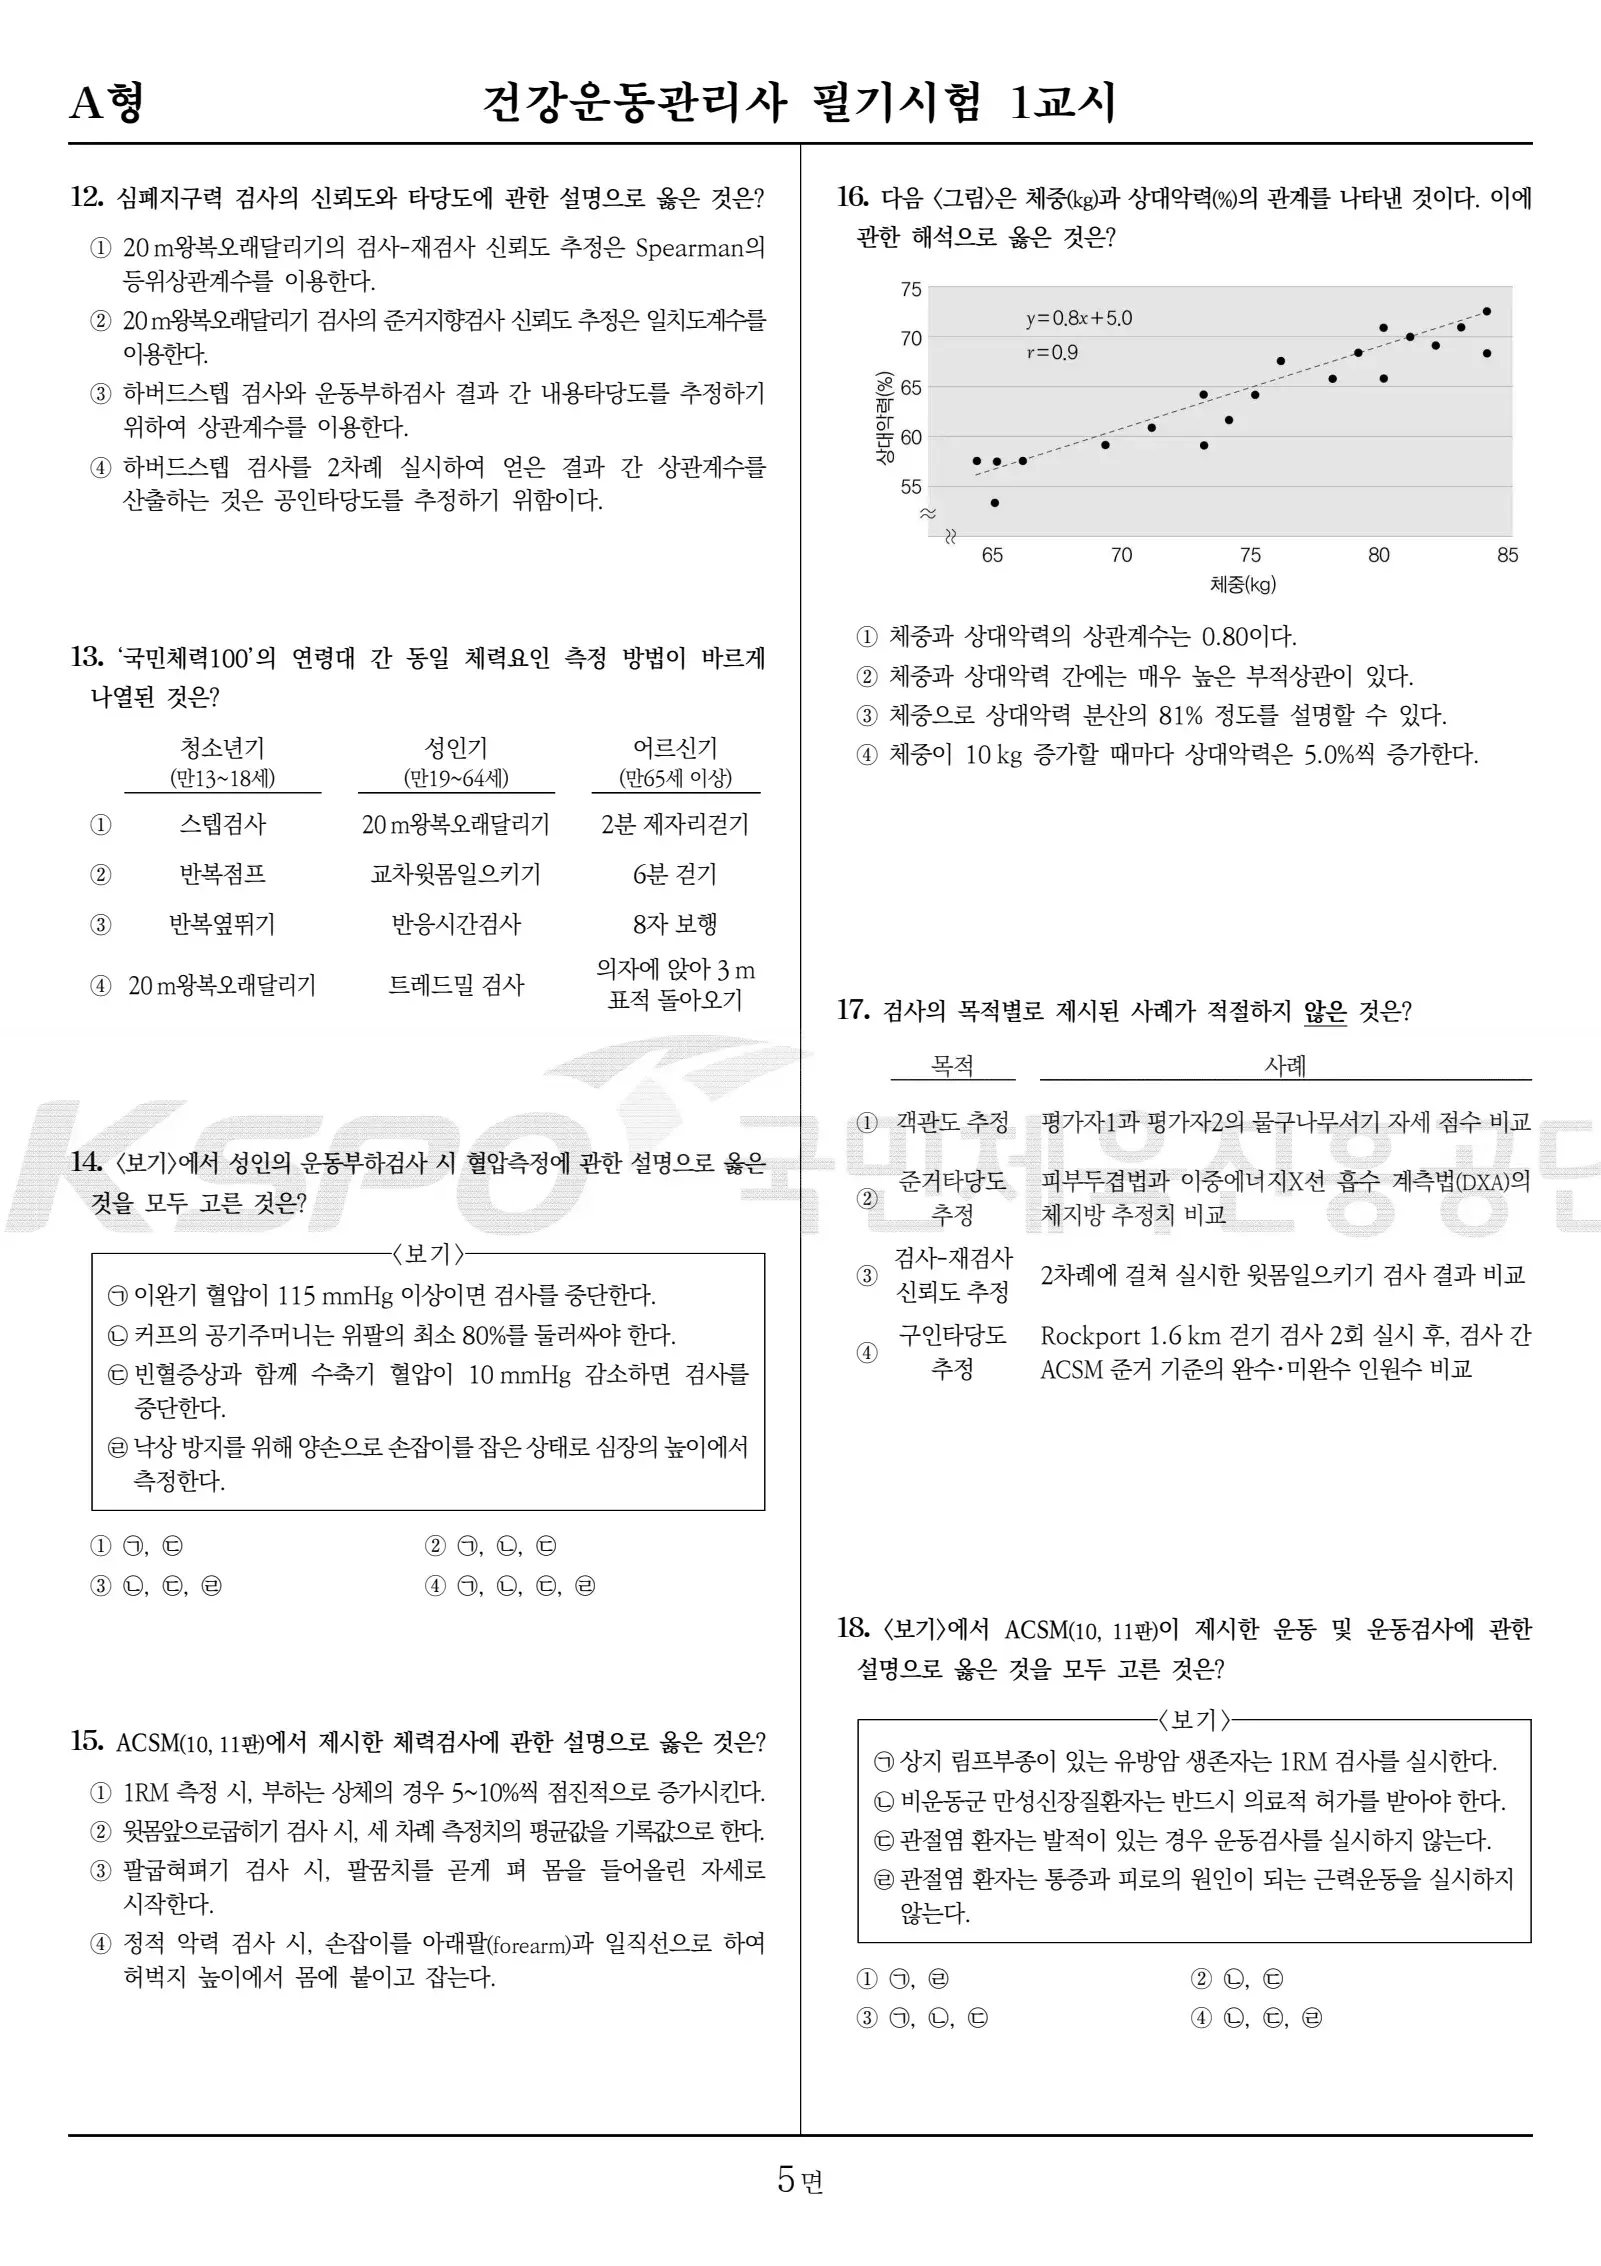 A형
건강운동관리사 필기시험 1교시
12. 심폐지구력 검사의 신뢰도와 타당도에 관한 설명으로 옳은 것은?
① 20 m왕복오래달리기의 검사-재검사 신뢰도 추정은 Spearman의
등위상관계수를 이용한다.
② 20 m왕복오래달리기 검사의 준거지향검사 신뢰도 추정은 일치도계수를
이용한다.
③ 하버드스텝 검사와 운동부하검사 결과 간 내용타당도를 추정하기
위하여 상관계수를 이용한다.
④ 하버드스텝 검사를 2차례 실시하여 얻은 결과 간 상관계수를
산출하는 것은 공인타당도를 추정하기 위함이다.
13. ‘국민체력100’의 연령대 간 동일 체력요인 측정 방법이 바르게
나열된 것은?
청소년기 성인기 어르신기
(만13~18세) (만19~64세) (만65세 이상)
① 스텝검사 20 m왕복오래달리기 2분 제자리걷기
② 반복점프 교차윗몸일으키기 6분 걷기
③ 반복옆뛰기 반응시간검사 8자 보행
④ 20 m왕복오래달리기 트레드밀 검사 의자에 앉아 3 m
표적 돌아오기
14. 〈보기〉에서 성인의 운동부하검사 시 혈압측정에 관한 설명으로 옳은
것을 모두 고른 것은?
〈보기〉
㉠ 이완기 혈압이 115 mmHg 이상이면 검사를 중단한다.
㉡ 커프의 공기주머니는 위팔의 최소 80%를 둘러싸야 한다.
㉢ 빈혈증상과 함께 수축기 혈압이 10 mmHg 감소하면 검사를
중단한다.
㉣ 낙상 방지를 위해 양손으로 손잡이를 잡은 상태로 심장의 높이에서
측정한다.
① ㉠, ㉢ ② ㉠, ㉡, ㉢
③ ㉡, ㉢, ㉣ ④ ㉠, ㉡, ㉢, ㉣
15. ACSM(10, 11판)에서 제시한 체력검사에 관한 설명으로 옳은 것은?
① 1RM 측정 시, 부하는 상체의 경우 5~10%씩 점진적으로 증가시킨다.
② 윗몸앞으로굽히기 검사 시, 세 차례 측정치의 평균값을 기록값으로 한다.
③ 팔굽혀펴기 검사 시, 팔꿈치를 곧게 펴 몸을 들어올린 자세로
시작한다.
④ 정적 악력 검사 시, 손잡이를 아래팔(forearm)과 일직선으로 하여
허벅지 높이에서 몸에 붙이고 잡는다.
16. 다음 〈그림〉은 체중(kg)과 상대악력(%)의 관계를 나타낸 것이다. 이에
관한 해석으로 옳은 것은?
75
70
65
60
55
상대악력(%)
y=0.8x+5.0
r=0.9
65 70 75 80 85
체중(kg)
① 체중과 상대악력의 상관계수는 0.80이다.
② 체중과 상대악력 간에는 매우 높은 부적상관이 있다.
③ 체중으로 상대악력 분산의 81% 정도를 설명할 수 있다.
④ 체중이 10 kg 증가할 때마다 상대악력은 5.0%씩 증가한다.
17. 검사의 목적별로 제시된 사례가 적절하지 않은 것은?
목적 사례
① 객관도 추정 평가자1과 평가자2의 물구나무서기 자세 점수 비교
② 준거타당도 추정 피부두겹법과 이중에너지X선 흡수 계측법(DXA)의
체지방 추정치 비교
③ 검사-재검사 신뢰도 추정 2차례에 걸쳐 실시한 윗몸일으키기 검사 결과 비교
④ 구인타당도 추정 Rockport 1.6 km 걷기 검사 2회 실시 후, 검사 간
ACSM 준거 기준의 완수·미완수 인원수 비교
18. 〈보기〉에서 ACSM(10, 11판)이 제시한 운동 및 운동검사에 관한
설명으로 옳은 것을 모두 고른 것은?
〈보기〉
㉠ 상지 림프부종이 있는 유방암 생존자는 1RM 검사를 실시한다.
㉡ 비운동군 만성신장질환자는 반드시 의료적 허가를 받아야 한다.
㉢ 관절염 환자는 발적이 있는 경우 운동검사를 실시하지 않는다.
㉣ 관절염 환자는 통증과 피로의 원인이 되는 근력운동을 실시하지
않는다.
① ㉠, ㉣ ② ㉡, ㉢
③ ㉠, ㉡, ㉢ ④ ㉡, ㉢, ㉣
KSPO 국민체육진흥공단
5면